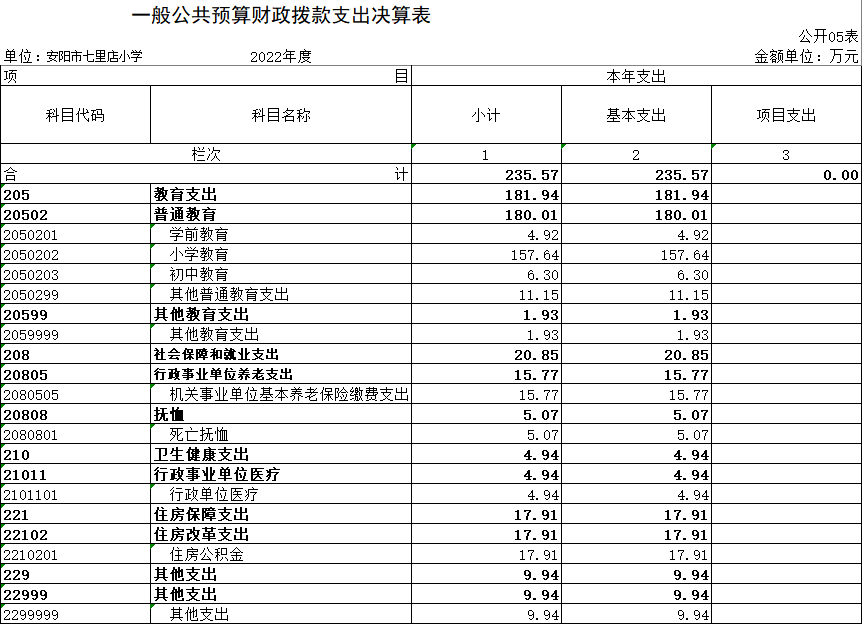 一般公共预算财政拨款支出决算表
公开05表
单位：安阳市七里店小学 2022年度 金额单位：万元
项 目 本年支出
科目代码 科目名称 小计 基本支出 项目支出
栏次 1 2 3
合 计 235.57 235.57 0.00
205 教育支出 181.94 181.94
20502 普通教育 180.01 180.01
2050201 学前教育 4.92 4.92
2050202 小学教育 157.64 157.64
2050203 初中教育 6.30 6.30
2050299 其他普通教育支出 11.15 11.15
20599 其他教育支出 1.93 1.93
2059999 其他教育支出 1.93 1.93
208 社会保障和就业支出 20.85 20.85
20805 行政事业单位养老支出 15.77 15.77
2080505 机关事业单位基本养老保险缴费支出 15.77 15.77
20808 抚恤 5.07 5.07
2080801 死亡抚恤 5.07 5.07
210 卫生健康支出 4.94 4.94
21011 行政事业单位医疗 4.94 4.94
2101101 行政单位医疗 4.94 4.94
221 住房保障支出 17.91 17.91
22102 住房改革支出 17.91 17.91
2210201 住房公积金 17.91 17.91
229 其他支出 9.94 9.94
22999 其他支出 9.94 9.94
2299999 其他支出 9.94 9.94